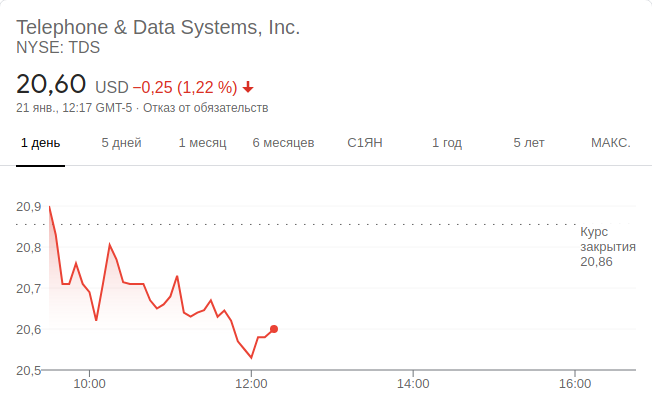 Telephone & Data Systems, Inc.
NYSE: TDS
20,60 USD −0,25 (1,22 %)
21 янв., 12:17 GMT-5 · Отказ от обязательств
1 день 5 дней 1 месяц 6 месяцев С1ЯН 1 год 5 лет МАКС.
20,9
Курс
закрытия
20,86
20,8
20,7
20,6
20,5
10:00 12:00 14:00 16:00